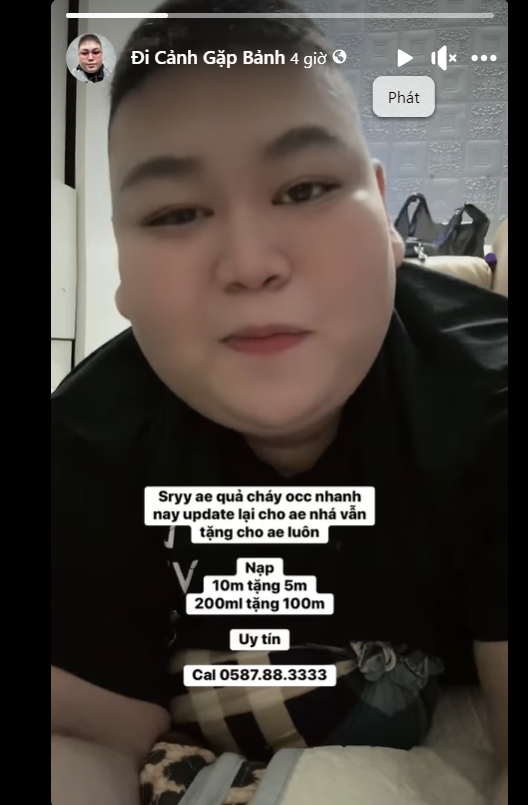 Đi Cảnh Gặp Bảnh 4 giờ
Phát
Sryy ae quả cháy occ nhanh
nay update lại cho ae nhá vẫn
tặng cho ae luôn
Nạp
10m tặng 5m
200ml tặng 100m
Uy tín
Cal 0587.88.3333